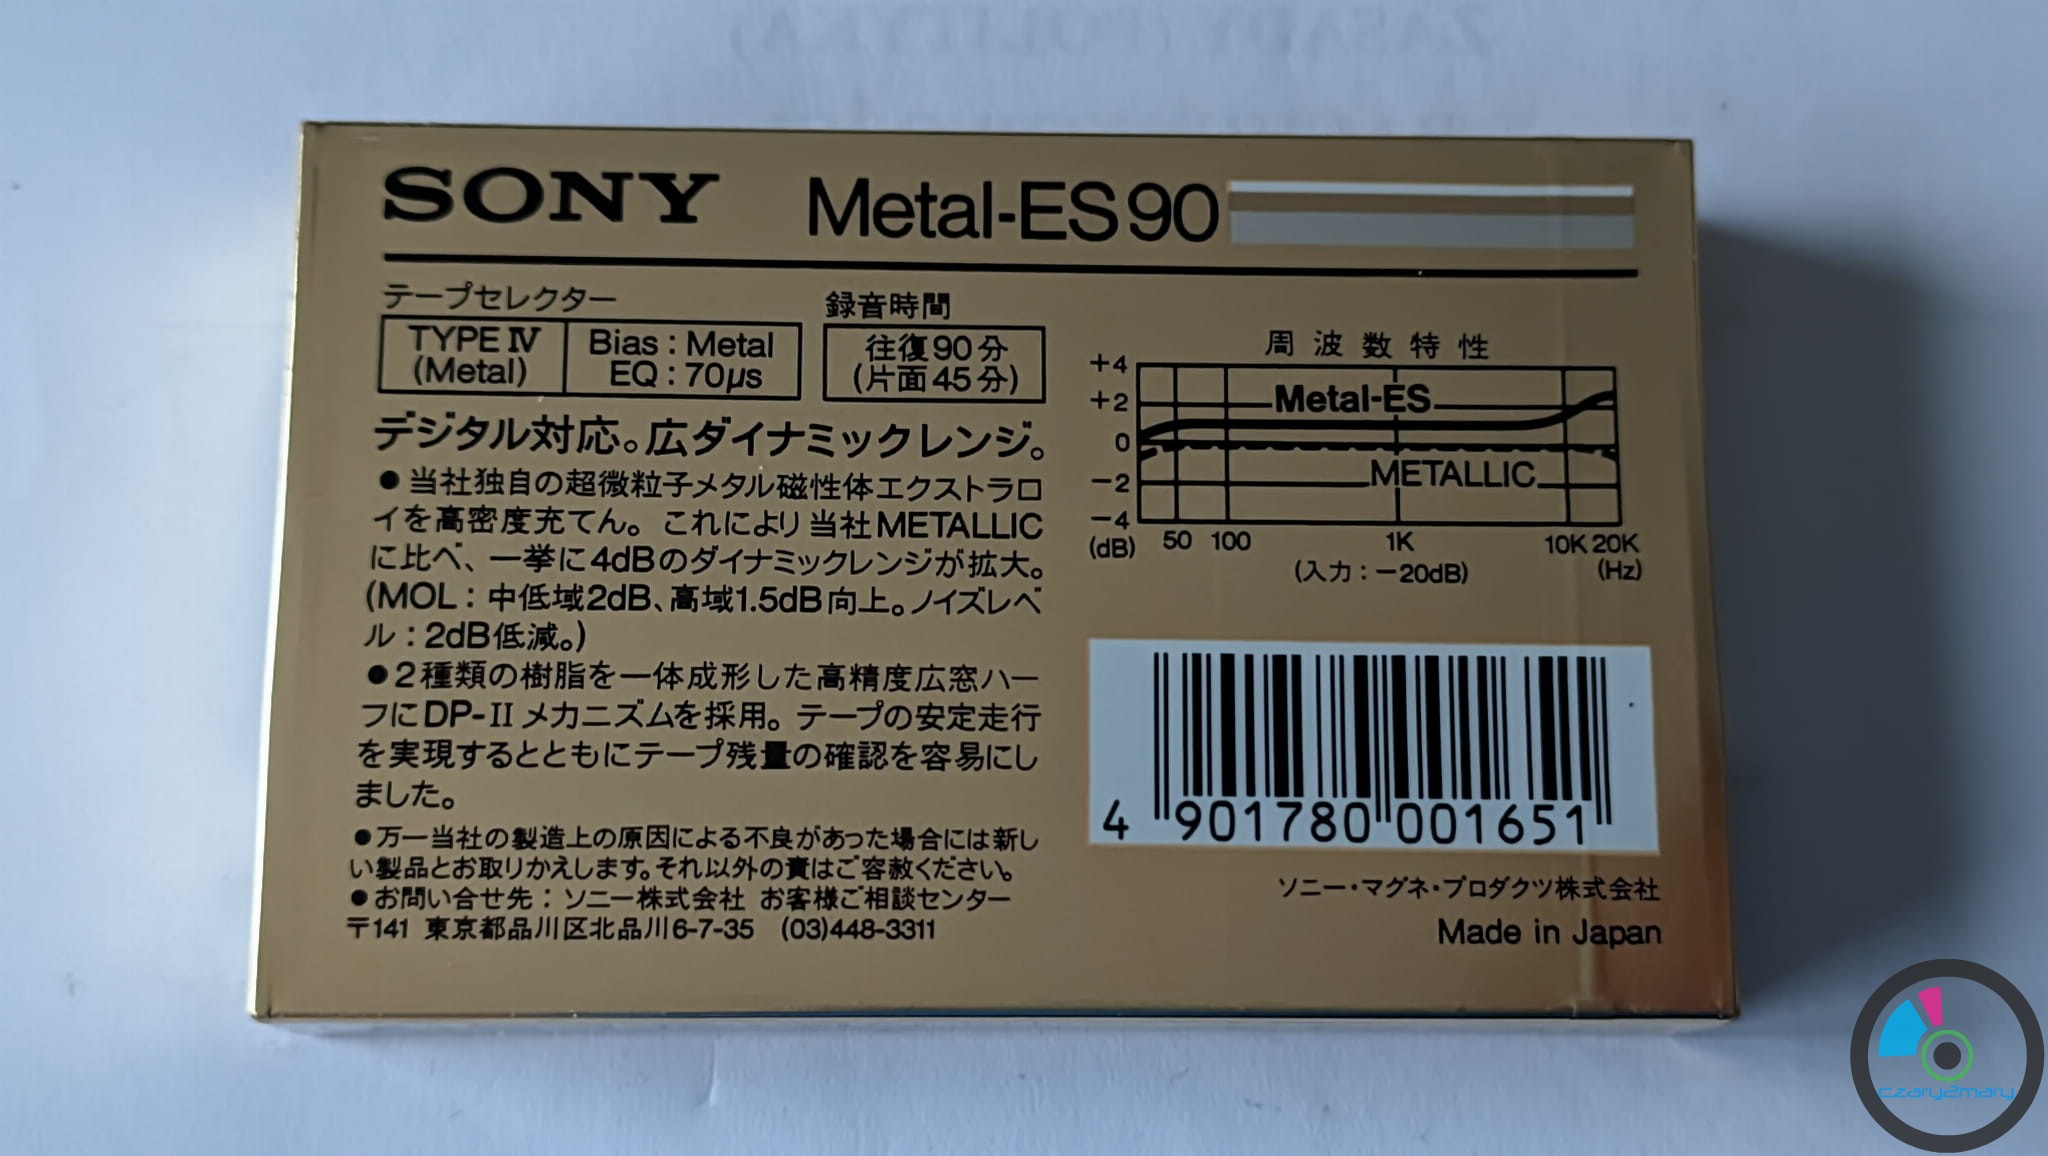 SONY Metal-ES90
テープセレクター
TYPE Ⅳ
(Metal)
Bias : Metal
EQ : 70μs
録音時間
往復90分
(片面45分)
デジタル対応。広ダイナミックレンジ。
●当社独自の超微粒子メタル磁性体エクストラロ
イを高密度充てん。これにより当社METALLIC
に比べ、一挙に4dBのダイナミックレンジが拡大。
(MOL : 中低域2dB、高域1.5dB向上。ノイズレベ
ル : 2dB低減。)
●2種類の樹脂を一体成形した高精度広窓ハー
フにDP-IIメカニズムを採用。テープの安定走行
を実現するとともにテープ残量の確認を容易にし
ました。
●万一当社の製造上の原因による不良があった場合には新し
い製品とお取りかえします。それ以外の責はご容赦ください。
●お問い合せ先 : ソニー株式会社 お客様ご相談センター
〒141 東京都品川区北品川6-7-35 (03)448-3311
周波数特性
+4
+2
0
-2
-4
(dB)
Metal-ES
METALLIC
50 100 1K 10K 20K
(入力 : -20dB) (Hz)
4 901780 001651
ソニー・マグネ・プロダクツ株式会社
Made in Japan
czary2mary